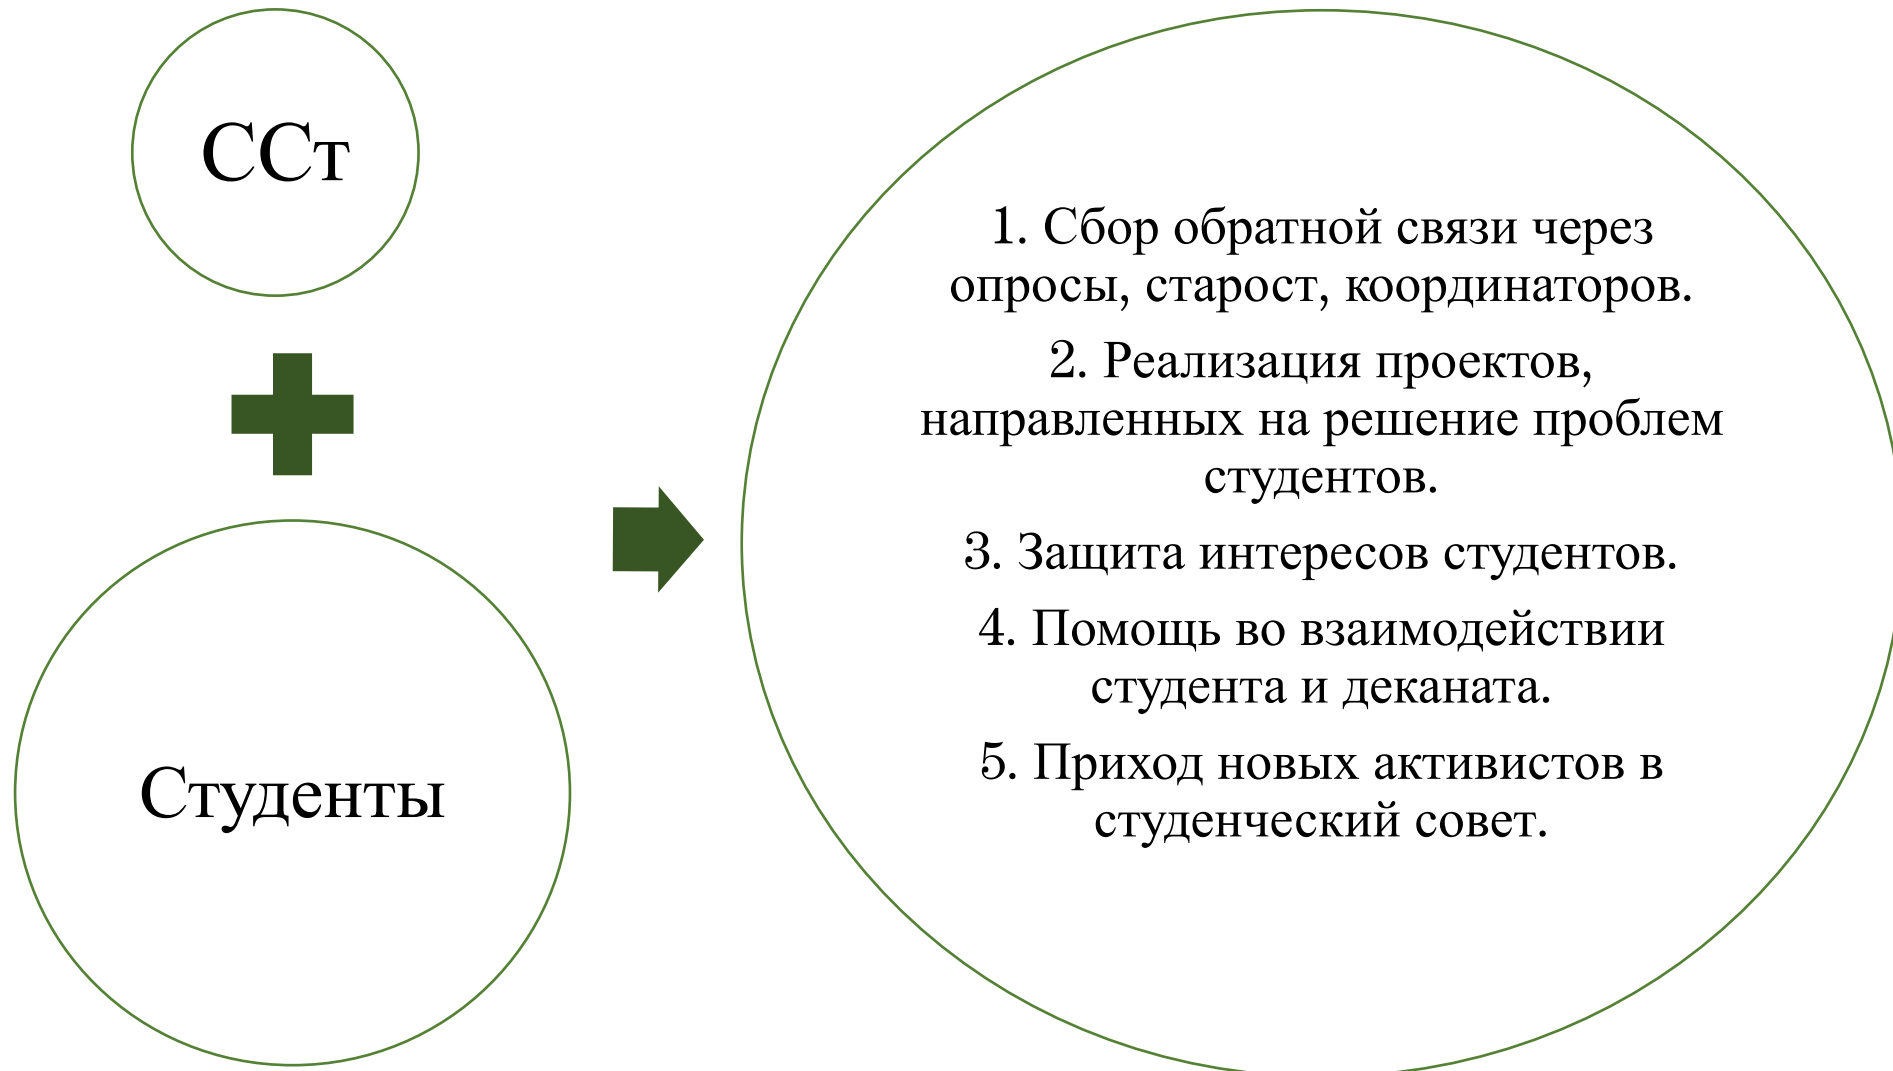 ССт
Студенты
1. Сбор обратной связи через
опросы, старост, координаторов.
2. Реализация проектов,
направленных на решение проблем
студентов.
3. Защита интересов студентов.
4. Помощь во взаимодействии
студента и деканата.
5. Приход новых активистов в
студенческий совет.